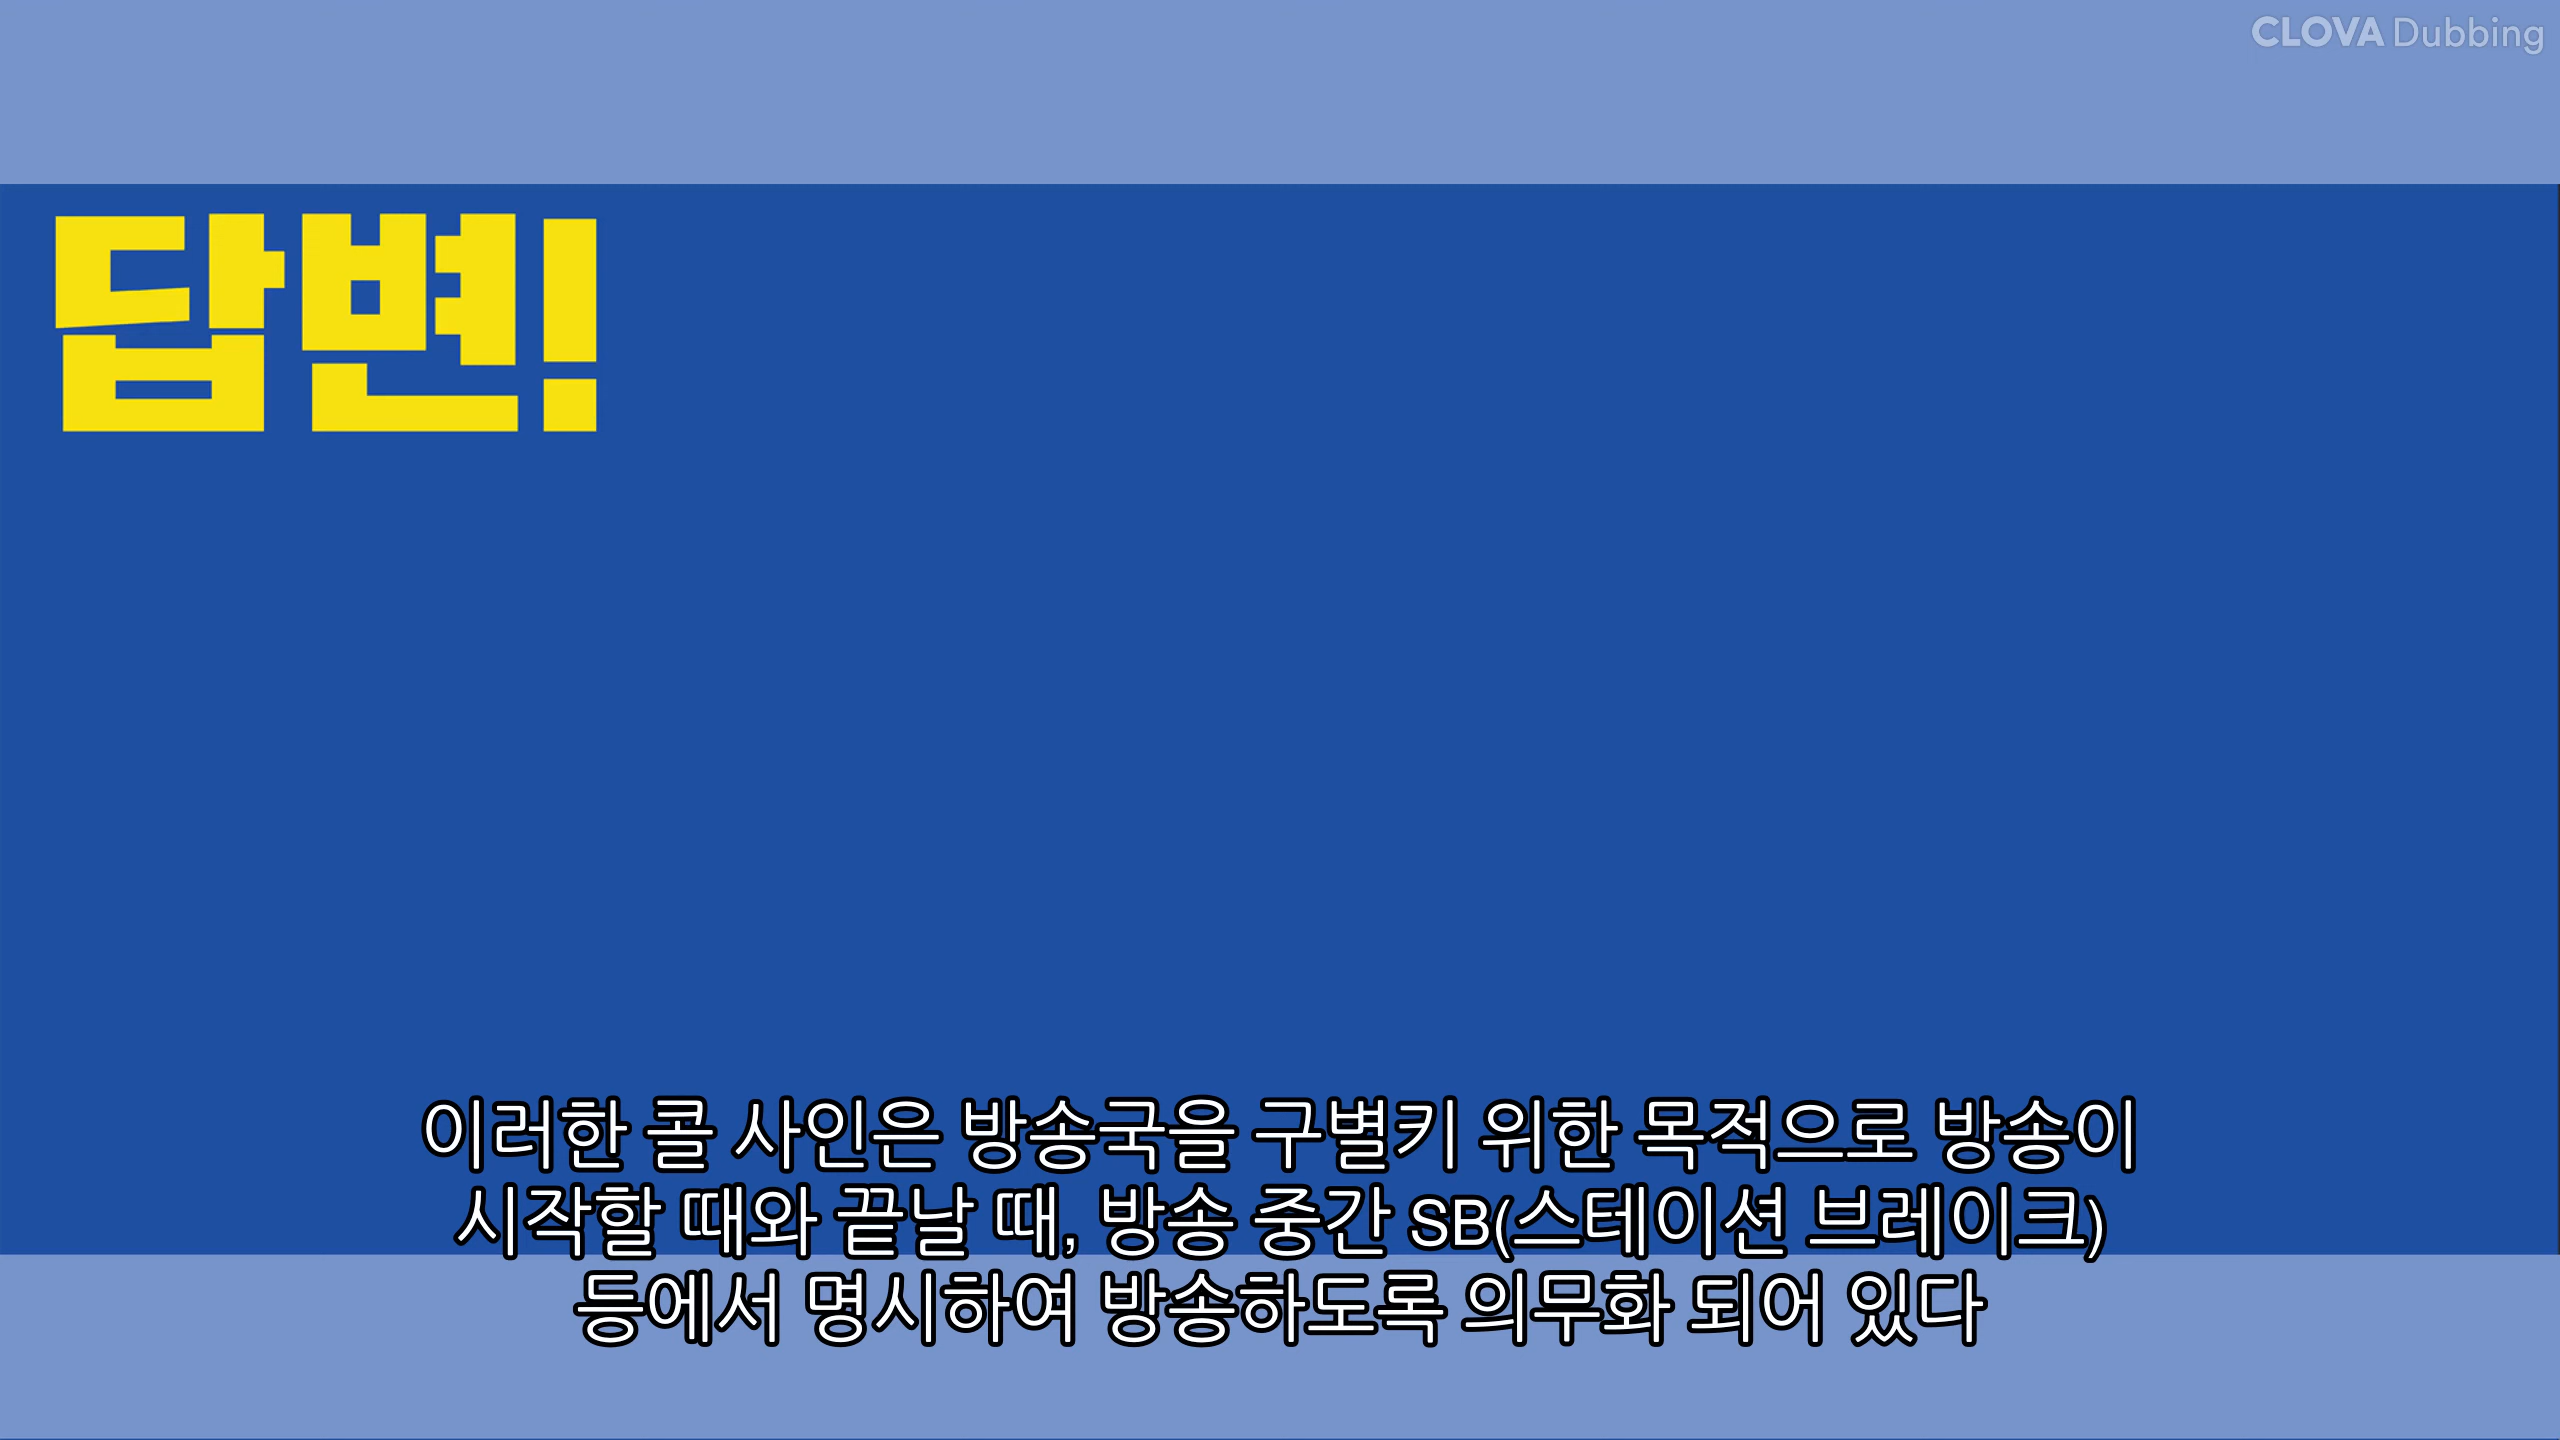 CLOVA Dubbing
답변!
이러한 콜 사인은 방송국을 구별키 위한 목적으로 방송이
시작할 때와 끝날 때, 방송 중간 SB(스테이션 브레이크)
등에서 명시하여 방송하도록 의무화 되어 있다